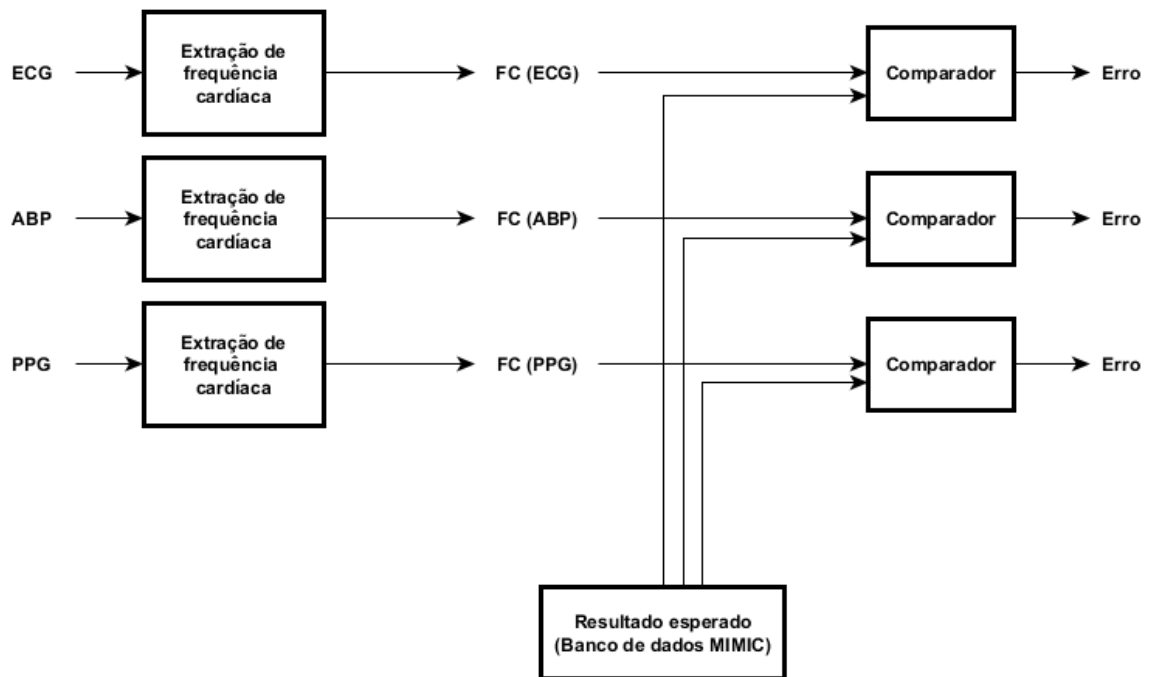 ECG
Extração de
frequência
cardíaca
FC (ECG)
Comparador
Erro
ABP
Extração de
frequência
cardíaca
FC (ABP)
Comparador
Erro
PPG
Extração de
frequência
cardíaca
FC (PPG)
Comparador
Erro
Resultado esperado
(Banco de dados MIMIC)